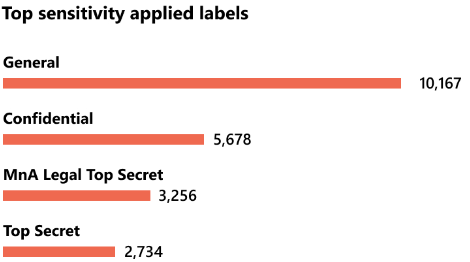 Top sensitivity applied labels
General
10,167
Confidential
5,678
MnA Legal Top Secret
3,256
Top Secret
2,734